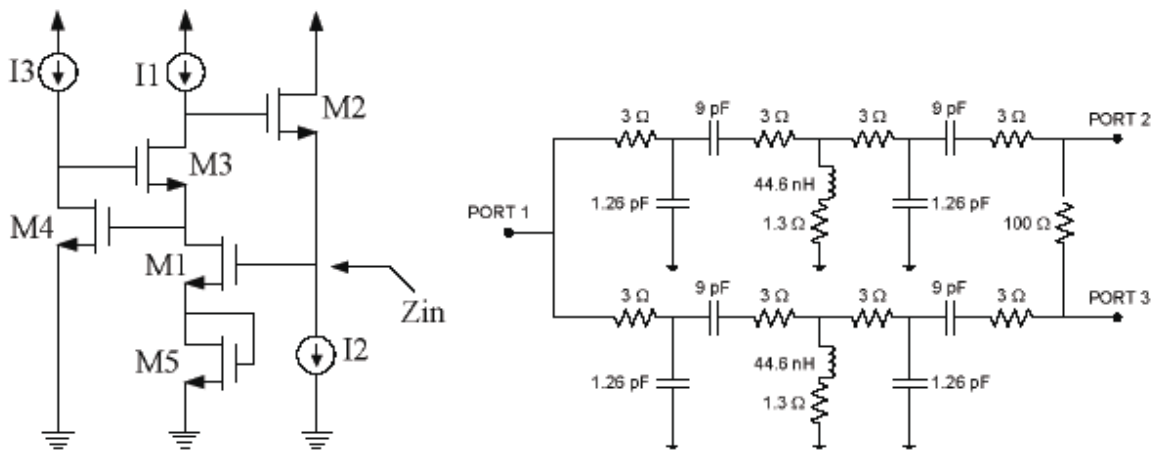 I3
I1
M2
M3
M4
M1
Zin
M5
I2
3 Ω
9 pF
3 Ω
3 Ω
9 pF
3 Ω
PORT 2
44.6 nH
1.26 pF
1.3 Ω
1.26 pF
PORT 1
100 Ω
3 Ω
9 pF
3 Ω
3 Ω
9 pF
3 Ω
PORT 3
44.6 nH
1.26 pF
1.3 Ω
1.26 pF